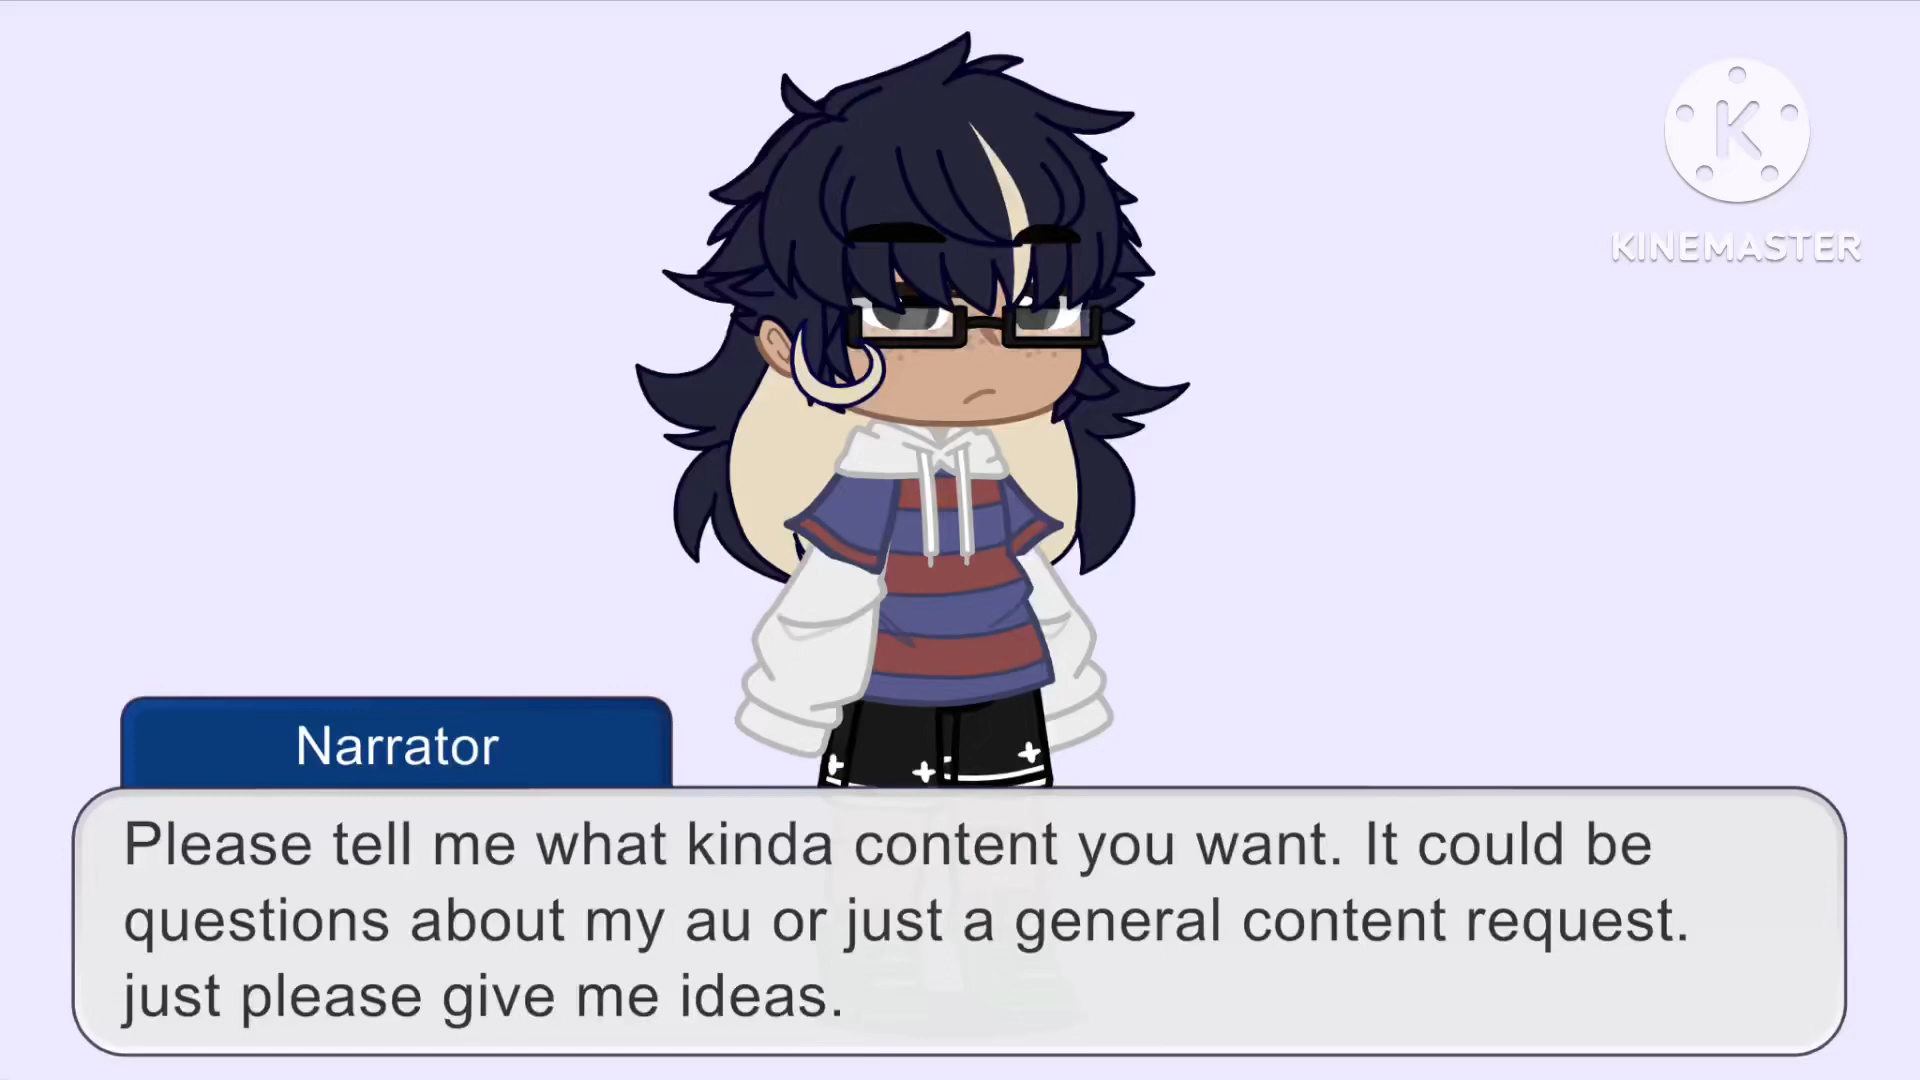 K
KINEMASTER
Narrator
Please tell me what kinda content you want. It could be
questions about my au or just a general content request.
just please give me ideas.